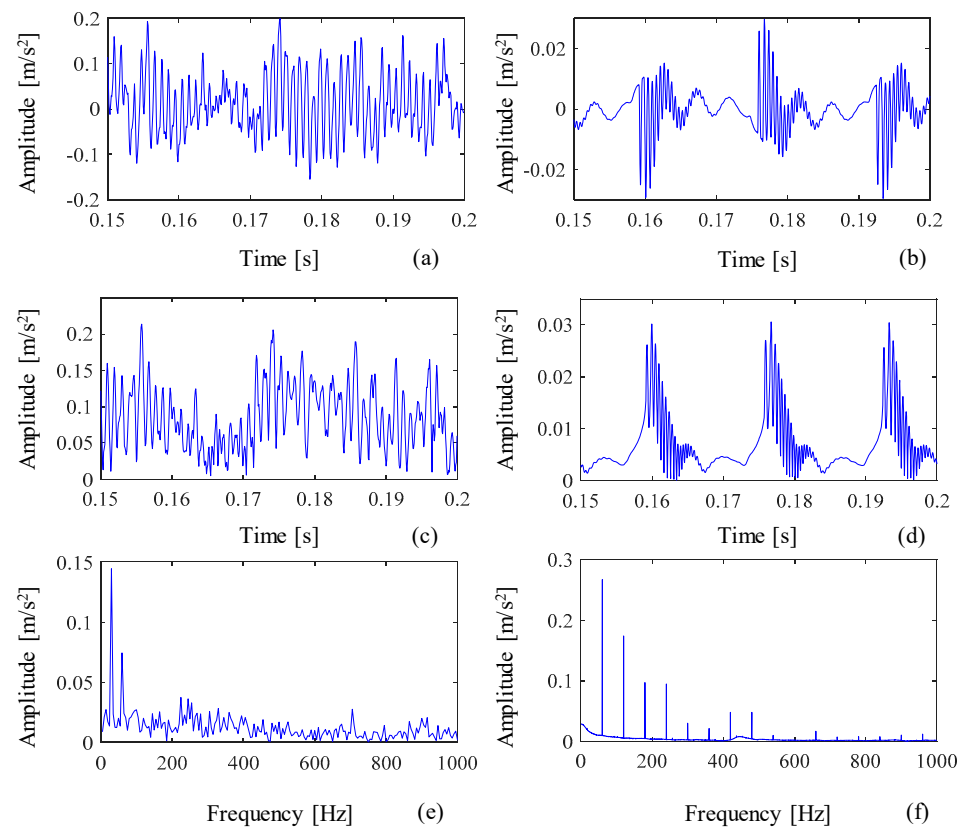 Amplitude [m/s²]
0.2
0.1
0
-0.1
-0.2
0.15 0.16 0.17 0.18 0.19 0.2
Time [s] (a)
Amplitude [m/s²]
0.02
0
-0.02
0.15 0.16 0.17 0.18 0.19 0.2
Time [s] (b)
Amplitude [m/s²]
0.2
0.15
0.1
0.05
0
0.15 0.16 0.17 0.18 0.19 0.2
Time [s] (c)
Amplitude [m/s²]
0.03
0.02
0.01
0
0.15 0.16 0.17 0.18 0.19 0.2
Time [s] (d)
Amplitude [m/s²]
0.15
0.1
0.05
0
0 200 400 600 800 1000
Frequency [Hz] (e)
Amplitude [m/s²]
0.3
0.2
0.1
0
0 200 400 600 800 1000
Frequency [Hz] (f)